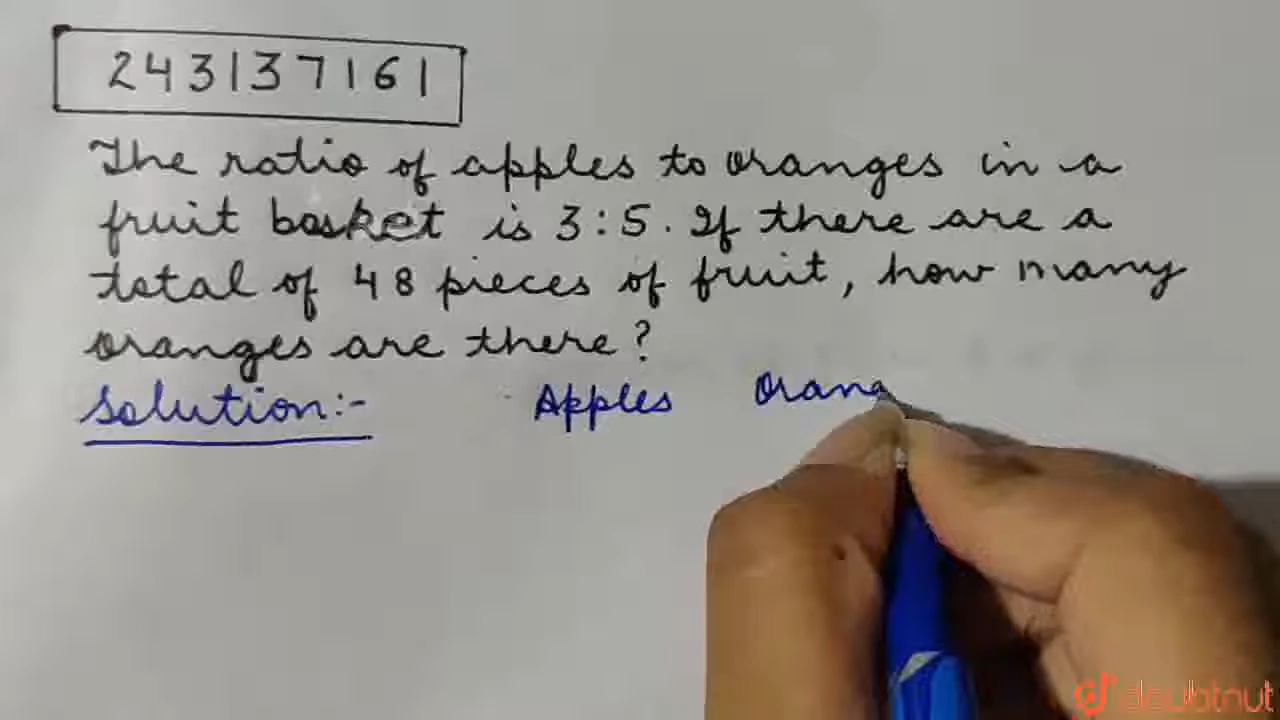 243137161
The ratio of apples to oranges in a
fruit basket is 3:5. If there are a
total of 48 pieces of fruit, how many
oranges are there?
Solution:- Apples Orang
doubtnut